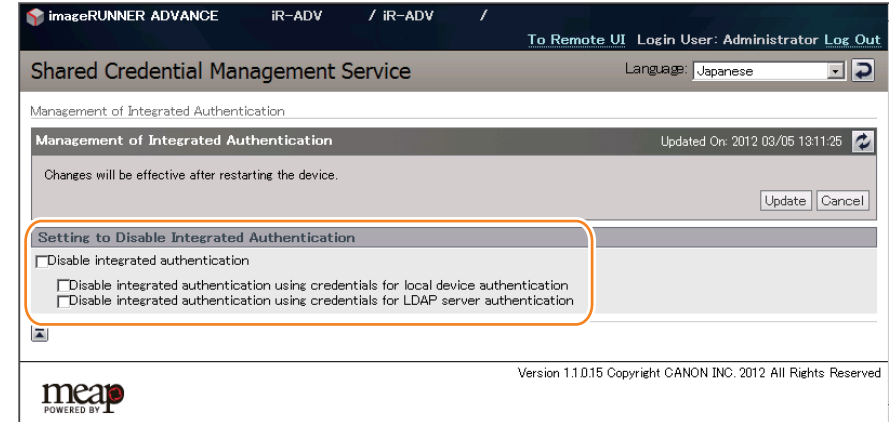 imageRUNNER ADVANCE iR-ADV / iR-ADV /
To Remote UI Login User: Administrator Log Out
Shared Credential Management Service Language: Japanese
Management of Integrated Authentication
Management of Integrated Authentication Updated On: 2012 03/05 13:11:25
Changes will be effective after restarting the device.
Update Cancel
Setting to Disable Integrated Authentication
Disable integrated authentication
Disable integrated authentication using credentials for local device authentication
Disable integrated authentication using credentials for LDAP server authentication
Version 1.1.0.15 Copyright CANON INC. 2012 All Rights Reserved
meap
POWERED BY